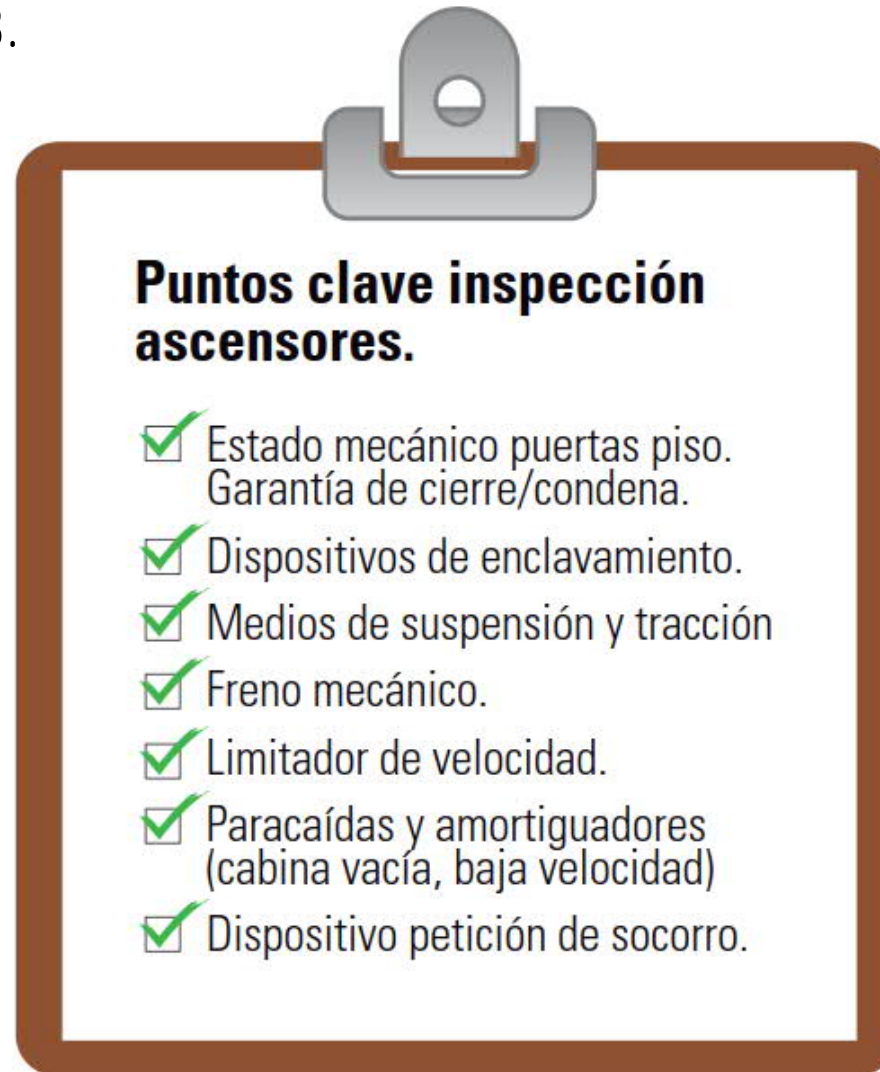 3.
Puntos clave inspección
ascensores.
Estado mecánico puertas piso.
Garantía de cierre/condena.
Dispositivos de enclavamiento.
Medios de suspensión y tracción
Freno mecánico.
Limitador de velocidad.
Paracaídas y amortiguadores
(cabina vacía, baja velocidad)
Dispositivo petición de socorro.